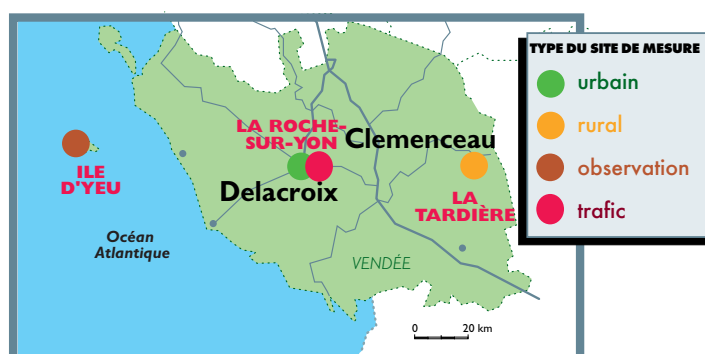 TYPE DU SITE DE MESURE
urbain
rural
observation
trafic
LA ROCHE-
SUR-YON
Clemenceau
Delacroix
ILE
D'YEU
LA
TARDIÈRE
Océan
Atlantique
VENDÉE
0 20 km